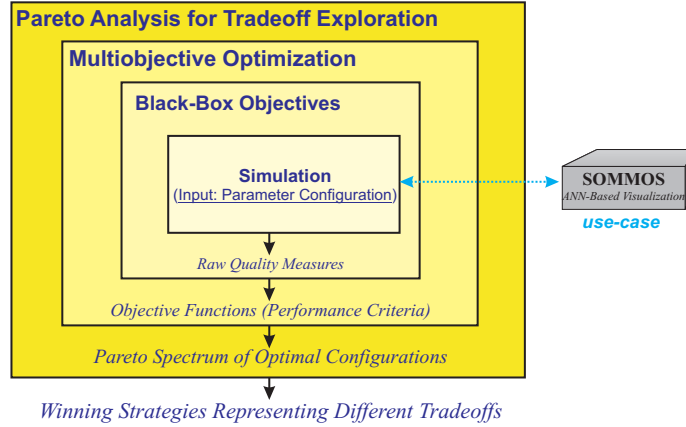 Pareto Analysis for Tradeoff Exploration
Multiobjective Optimization
Black-Box Objectives
Simulation
(Input: Parameter Configuration)
Raw Quality Measures
Objective Functions (Performance Criteria)
Pareto Spectrum of Optimal Configurations
Winning Strategies Representing Different Tradeoffs
SOMMOS
ANN-Based Visualization
use-case